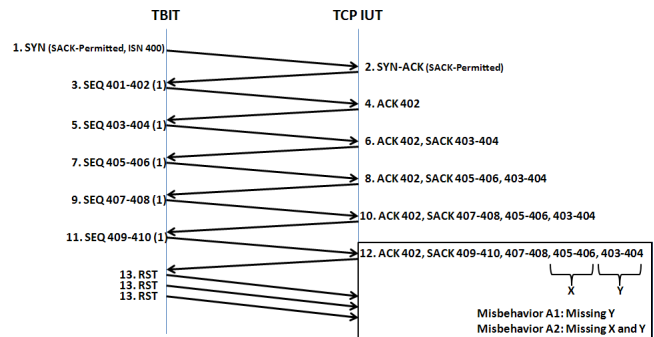 TBIT
TCP IUT
1. SYN (SACK-Permitted, ISN 400)
2. SYN-ACK (SACK-Permitted)
3. SEQ 401-402 (1)
4. ACK 402
5. SEQ 403-404 (1)
6. ACK 402, SACK 403-404
7. SEQ 405-406 (1)
8. ACK 402, SACK 405-406, 403-404
9. SEQ 407-408 (1)
10. ACK 402, SACK 407-408, 405-406, 403-404
11. SEQ 409-410 (1)
12. ACK 402, SACK 409-410, 407-408, 405-406, 403-404
13. RST
13. RST
13. RST
X
Y
Misbehavior A1: Missing Y
Misbehavior A2: Missing X and Y